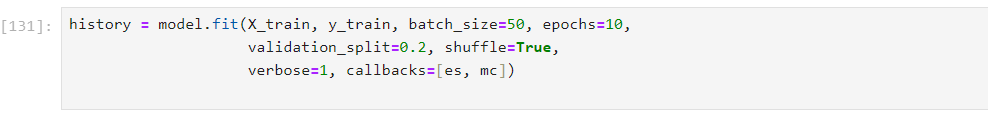 [131]: history = model.fit(X_train, y_train, batch_size=50, epochs=10,
validation_split=0.2, shuffle=True,
verbose=1, callbacks=[es, mc])